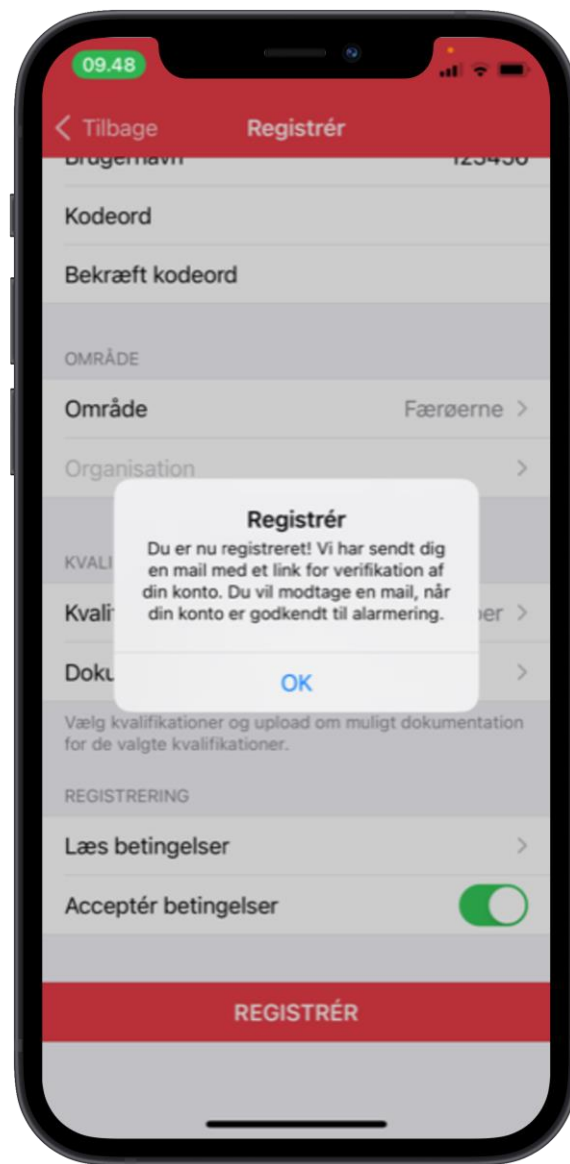 09.48
Tilbage
Registrér
Brugernavn 123456
Kodeord
Bekræft kodeord
OMRÅDE
Område Færøerne
Organisation
Registrér
Du er nu registreret! Vi har sendt dig
en mail med et link for verifikation af
din konto. Du vil modtage en mail, når
din konto er godkendt til alarmering.
OK
Vælg kvalifikationer og upload om muligt dokumentation
for de valgte kvalifikationer.
REGISTRERING
Læs betingelser
Acceptér betingelser
REGISTRÉR